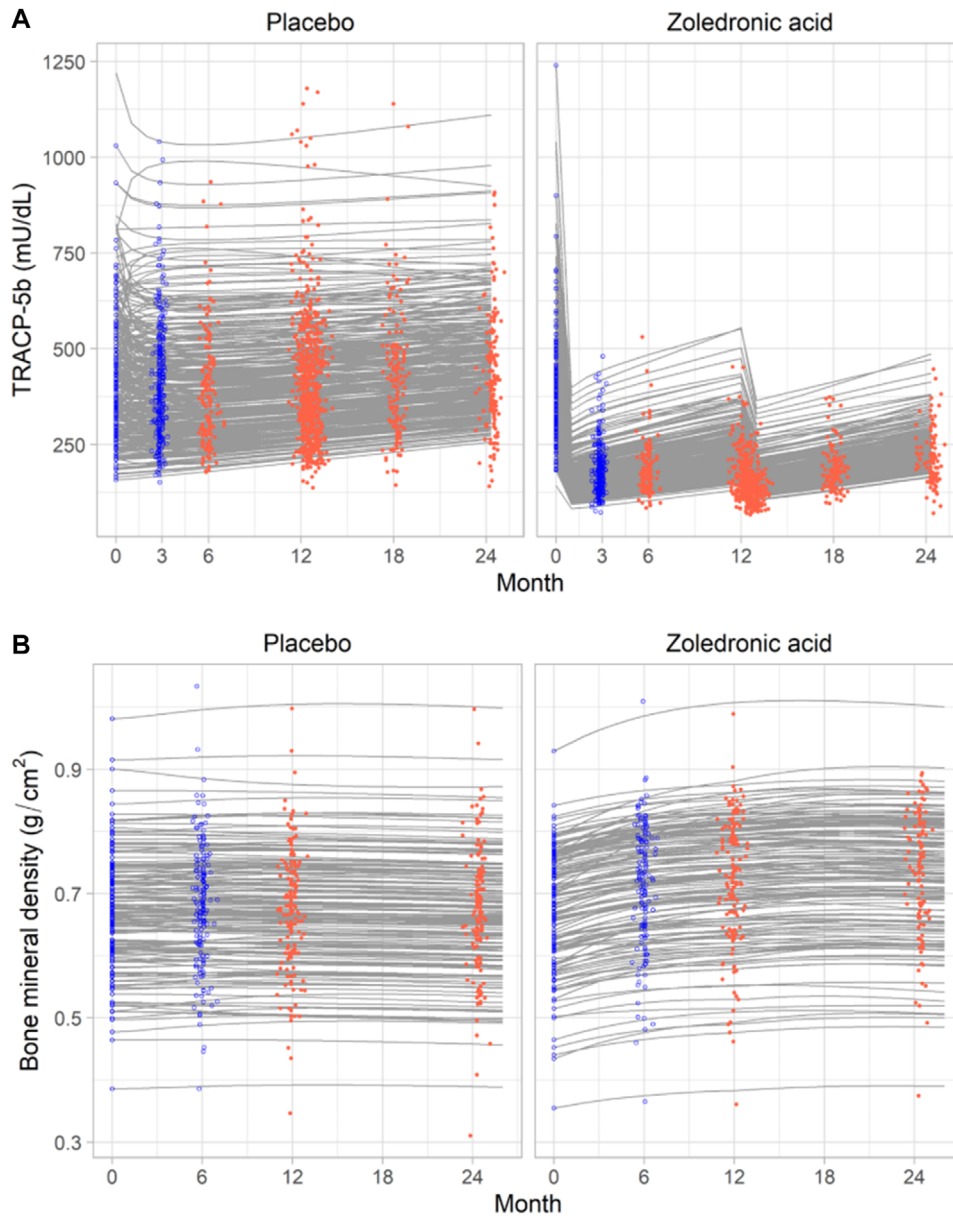 A
Placebo
Zoledronic acid
TRACP-5b (mU/dL)
1250
1000
750
500
250
0 3 6 12 18 24
0 3 6 12 18 24
Month
B
Placebo
Zoledronic acid
Bone mineral density (g/cm²)
0.9
0.7
0.5
0.3
0 6 12 18 24
0 6 12 18 24
Month